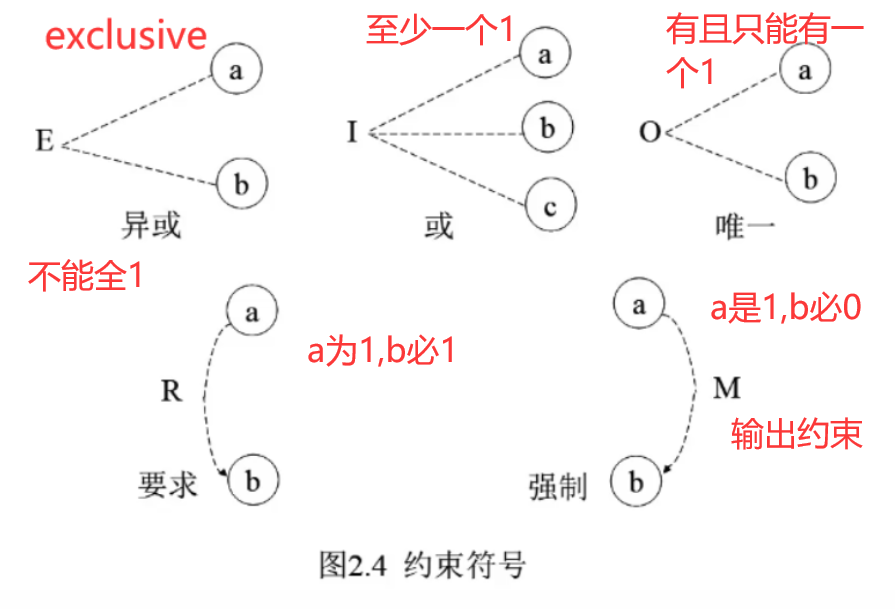 exclusive
a
E
b
异或
至少一个1
a
I
b
c
或
有且只能有一
个1
a
O
b
唯一
不能全1
a
a为1,b必1
R
要求
b
a
a是1,b必0
M
输出约束
强制
b
图2.4 约束符号